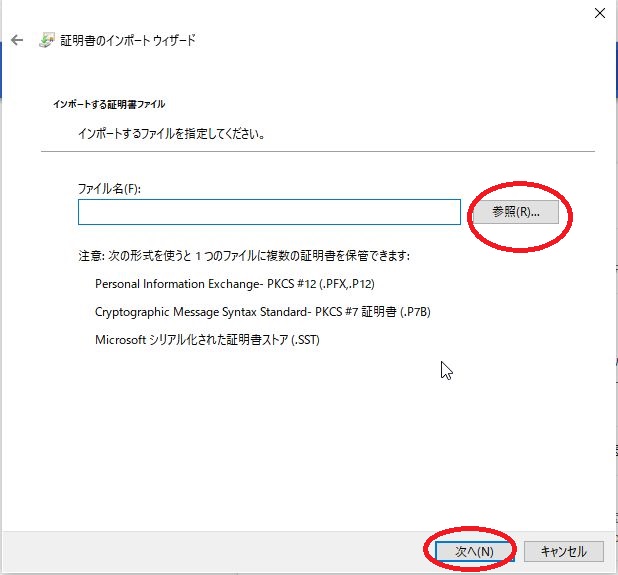 証明書のインポート ウィザード
インポートする証明書ファイル
インポートするファイルを指定してください。
ファイル名(F):
参照(R)...
注意: 次の形式を使うと 1 つのファイルに複数の証明書を保管できます:
Personal Information Exchange- PKCS #12 (.PFX,.P12)
Cryptographic Message Syntax Standard- PKCS #7 証明書 (.P7B)
Microsoft シリアル化された証明書ストア (.SST)
次へ(N)
キャンセル